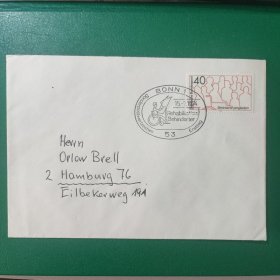 BONN 1
Rehabilitation
Behinderter
53
40
Herrn
Orlow Brell
2 Hamburg 76
Eilbekerweg 141